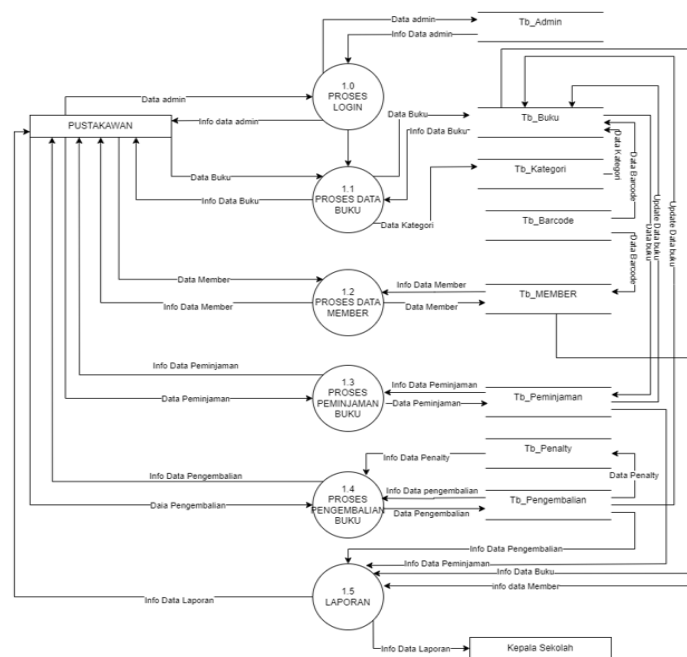 Data admin
Tb_Admin
Info Data admin
1.0
PROSES
LOGIN
Data admin
Info data admin
PUSTAKAWAN
Data Buku
Tb_Buku
Info Data Buku
Data Kategori
Data Barcode
Data Buku
1.1
PROSES DATA
BUKU
Tb_Kategori
Info Data Buku
Data Kategori
Tb_Barcode
Update Data buku
Data buku
Update Data buku
Data Barcode
Data Member
1.2
PROSES DATA
MEMBER
Info Data Member
Tb_MEMBER
Info Data Member
Data Member
Info Data Peminjaman
1.3
PROSES
PEMINJAMAN
BUKU
Info Data Peminjaman
Tb_Peminjaman
Data Peminjaman
Data Peminjaman
Tb_Penalty
Info Data Penalty
Info Data Pengembalian
1.4
PROSES
PENGEMBALIAN
BUKU
Data Penalty
Info Data pengembalian
Tb_Pengembalian
Daia Pengembalian
Data Pengembalian
Info Data Pengembalian
Info Data Peminjaman
Info Data Buku
info data Member
1.5
LAPORAN
Info Data Laporan
Info Data Laporan
Kepala Sekolah